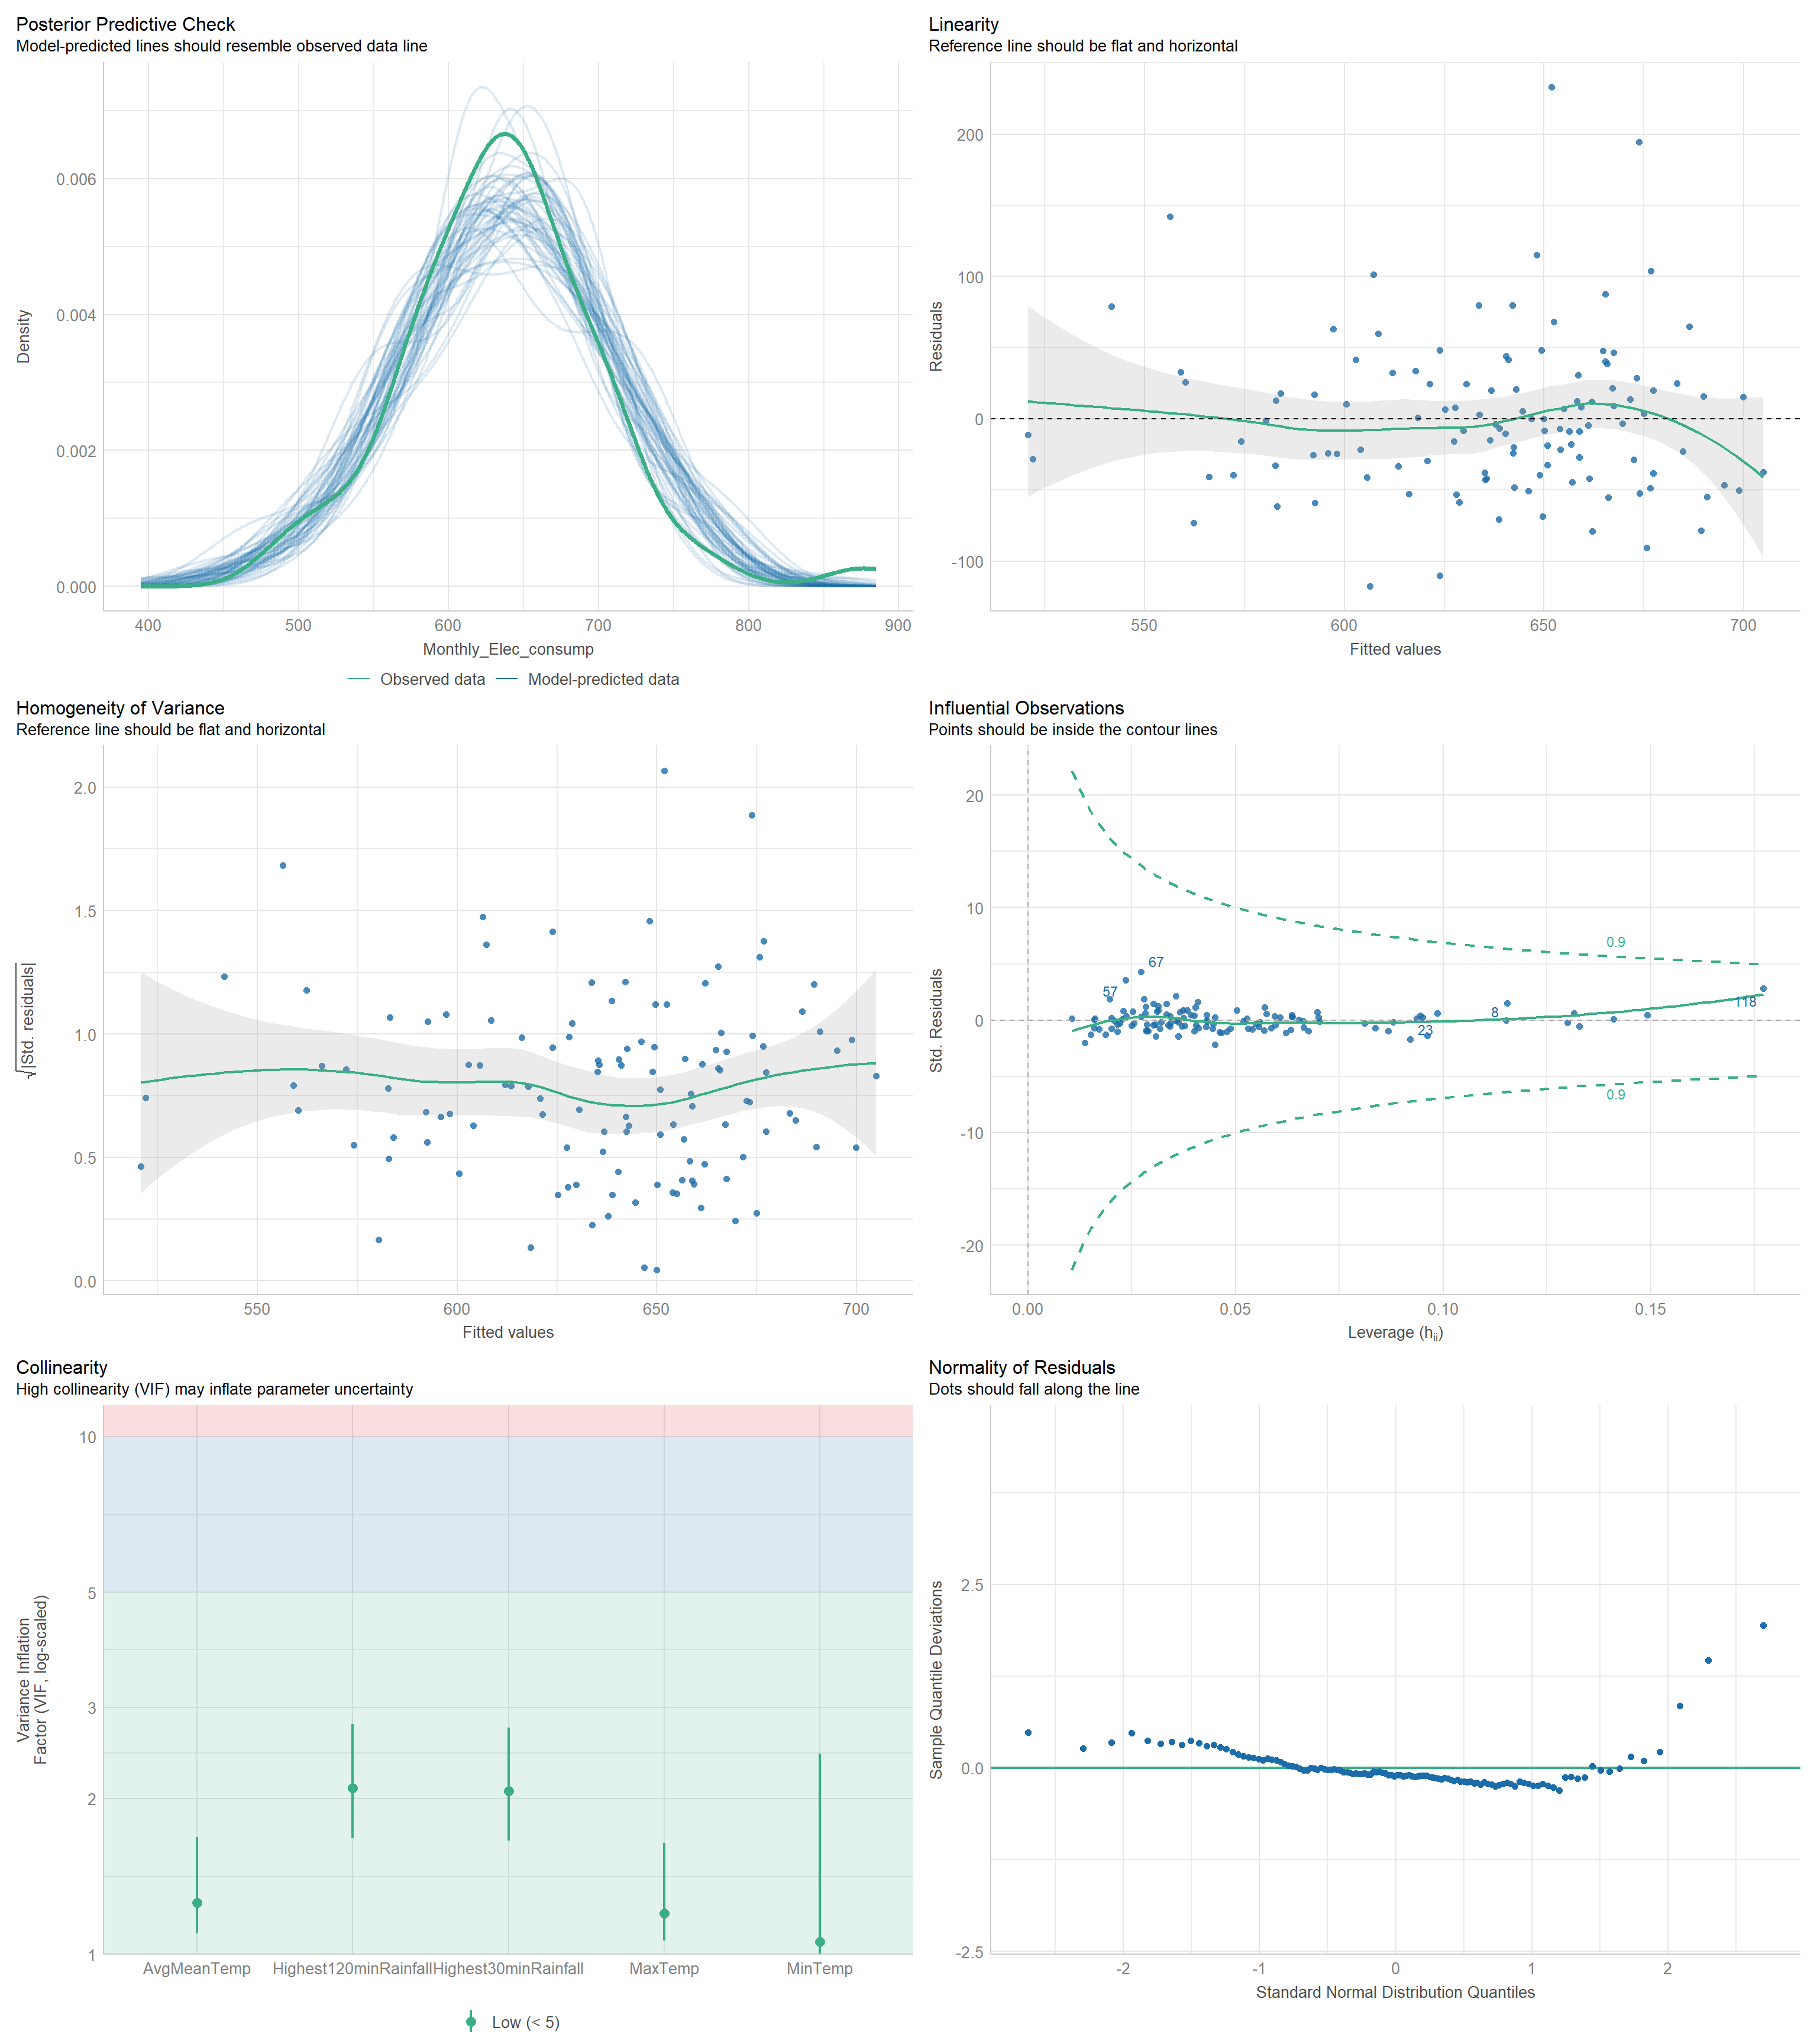 Posterior Predictive Check
Model-predicted lines should resemble observed data line
Density
0.006
0.004
0.002
0.000
400 500 600 700 800 900
Monthly_Elec_consump
Observed data Model-predicted data
Linearity
Reference line should be flat and horizontal
Residuals
200
100
0
-100
550 600 650 700
Fitted values
Homogeneity of Variance
Reference line should be flat and horizontal
√|Std. residuals|
2.0
1.5
1.0
0.5
0.0
550 600 650 700
Fitted values
Influential Observations
Points should be inside the contour lines
Std. Residuals
20
10
0
-10
-20
0.9
67
57
8
118
23
0.9
0.00 0.05 0.10 0.15
Leverage (hii)
Collinearity
High collinearity (VIF) may inflate parameter uncertainty
Variance Inflation
Factor (VIF, log-scaled)
10
5
3
2
1
AvgMeanTemp Highest120minRainfall Highest30minRainfall MaxTemp MinTemp
Low (< 5)
Normality of Residuals
Dots should fall along the line
Sample Quantile Deviations
2.5
0.0
-2.5
-2 -1 0 1 2
Standard Normal Distribution Quantiles